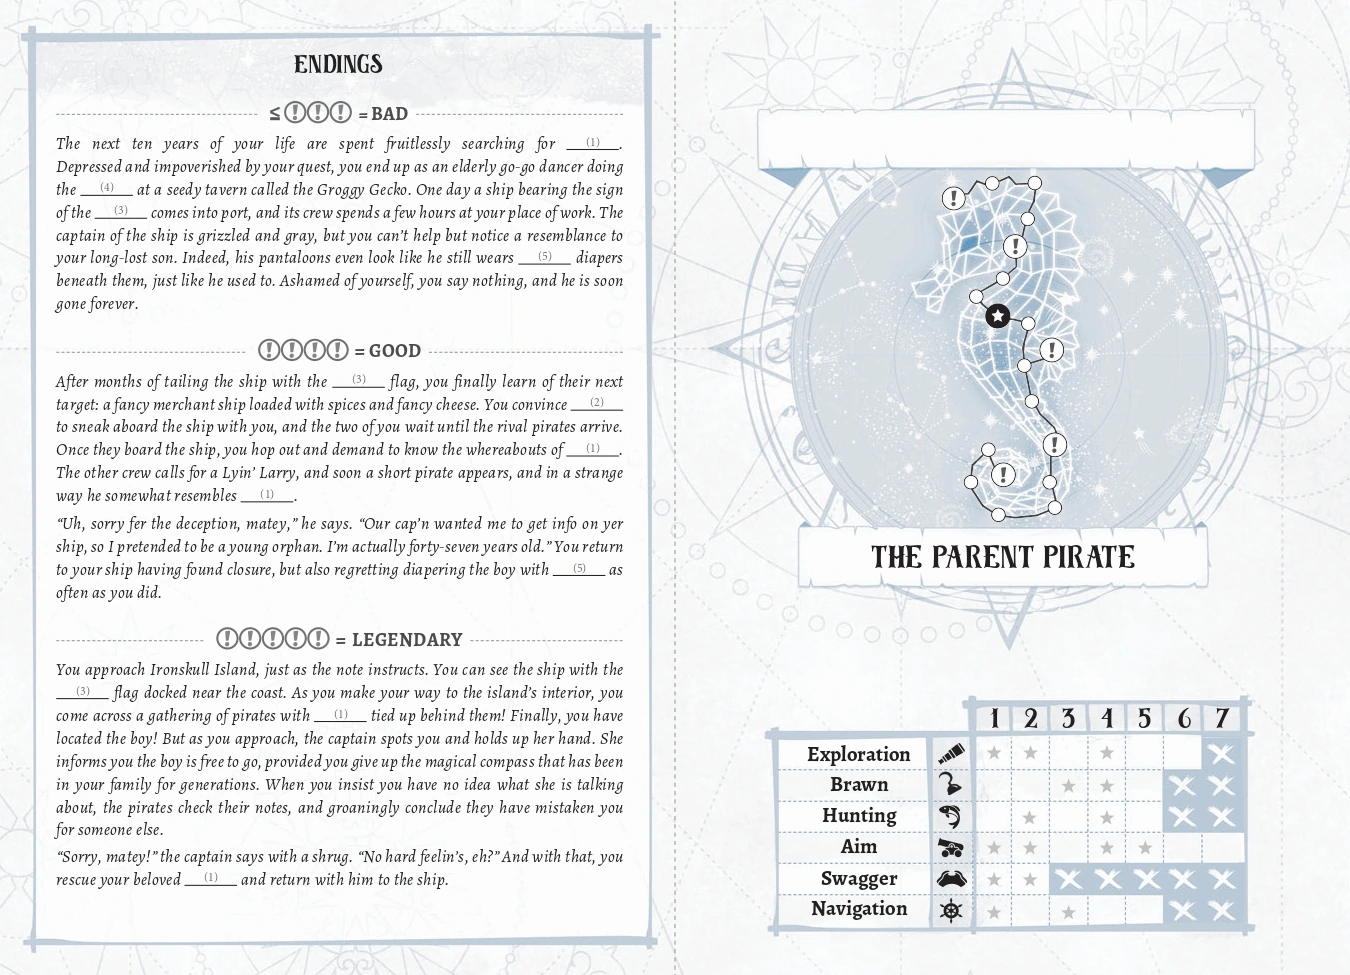 ENDINGS
≤ ! ! ! = BAD
The next ten years of your life are spent fruitlessly searching for ___(1)___.
Depressed and impoverished by your quest, you end up as an elderly go-go dancer doing
the ___(4)___ at a seedy tavern called the Groggy Gecko. One day a ship bearing the sign
of the ___(3)___ comes into port, and its crew spends a few hours at your place of work. The
captain of the ship is grizzled and gray, but you can't help but notice a resemblance to
your long-lost son. Indeed, his pantaloons even look like he still wears ___(5)___ diapers
beneath them, just like he used to. Ashamed of yourself, you say nothing, and he is soon
gone forever.
! ! ! ! = GOOD
After months of tailing the ship with the ___(3)___ flag, you finally learn of their next
target: a fancy merchant ship loaded with spices and fancy cheese. You convince ___(2)___
to sneak aboard the ship with you, and the two of you wait until the rival pirates arrive.
Once they board the ship, you hop out and demand to know the whereabouts of ___(1)___.
The other crew calls for a Lyin' Larry, and soon a short pirate appears, and in a strange
way he somewhat resembles ___(1)___.
“Uh, sorry fer the deception, matey,” he says. “Our cap'n wanted me to get info on yer
ship, so I pretended to be a young orphan. I'm actually forty-seven years old.” You return
to your ship having found closure, but also regretting diapering the boy with ___(5)___ as
often as you did.
! ! ! ! ! = LEGENDARY
You approach Ironskull Island, just as the note instructs. You can see the ship with the
___(3)___ flag docked near the coast. As you make your way to the island's interior, you
come across a gathering of pirates with ___(1)___ tied up behind them! Finally, you have
located the boy! But as you approach, the captain spots you and holds up her hand. She
informs you the boy is free to go, provided you give up the magical compass that has been
in your family for generations. When you insist you have no idea what she is talking
about, the pirates check their notes, and groaningly conclude they have mistaken you
for someone else.
“Sorry, matey!” the captain says with a shrug. “No hard feelin's, eh?” And with that, you
rescue your beloved ___(1)___ and return with him to the ship.
!
!
!
!
!
THE PARENT PIRATE
1 2 3 4 5 6 7
Exploration
Brawn
Hunting
Aim
Swagger
Navigation